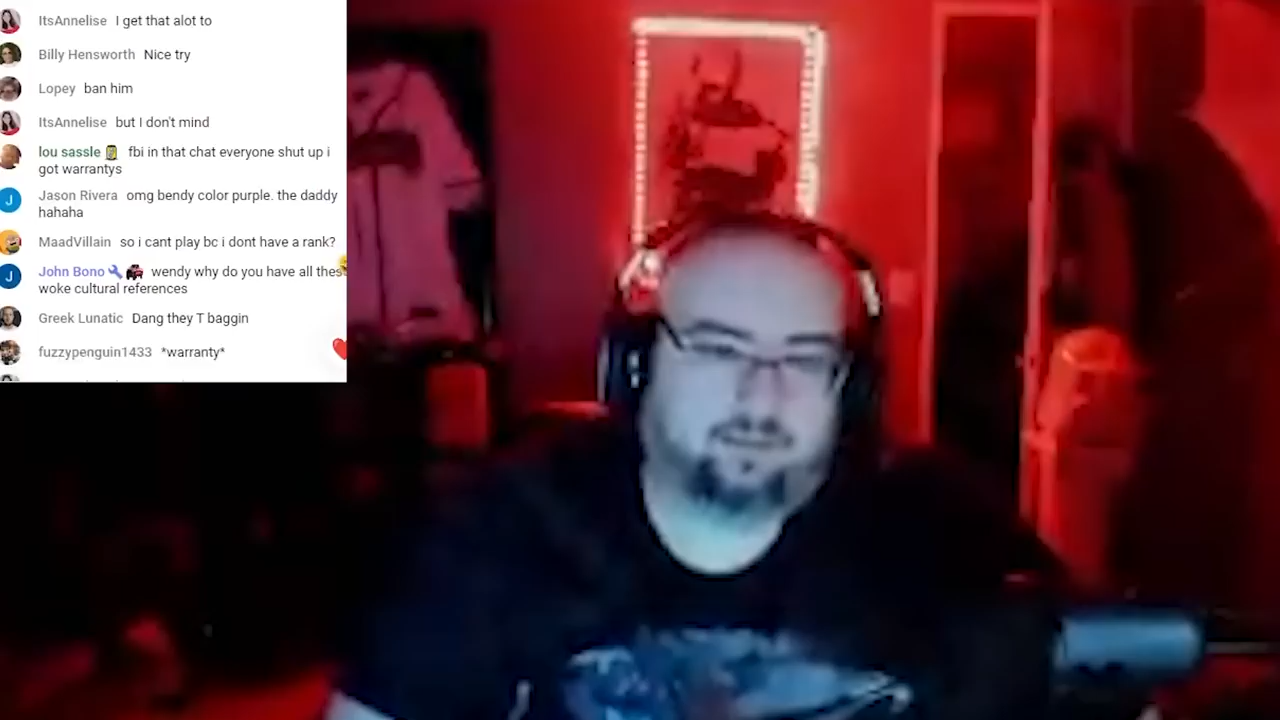 ItsAnnelise I get that alot to
Billy Hensworth Nice try
Lopey ban him
ItsAnnelise but I don't mind
lou sassle fbi in that chat everyone shut up i
got warrantys
J Jason Rivera omg bendy color purple. the daddy
hahaha
MaadVillain so i cant play bc i dont have a rank?
J John Bono wendy why do you have all thes
woke cultural references
Greek Lunatic Dang they T baggin
fuzzypenguin1433 *warranty*